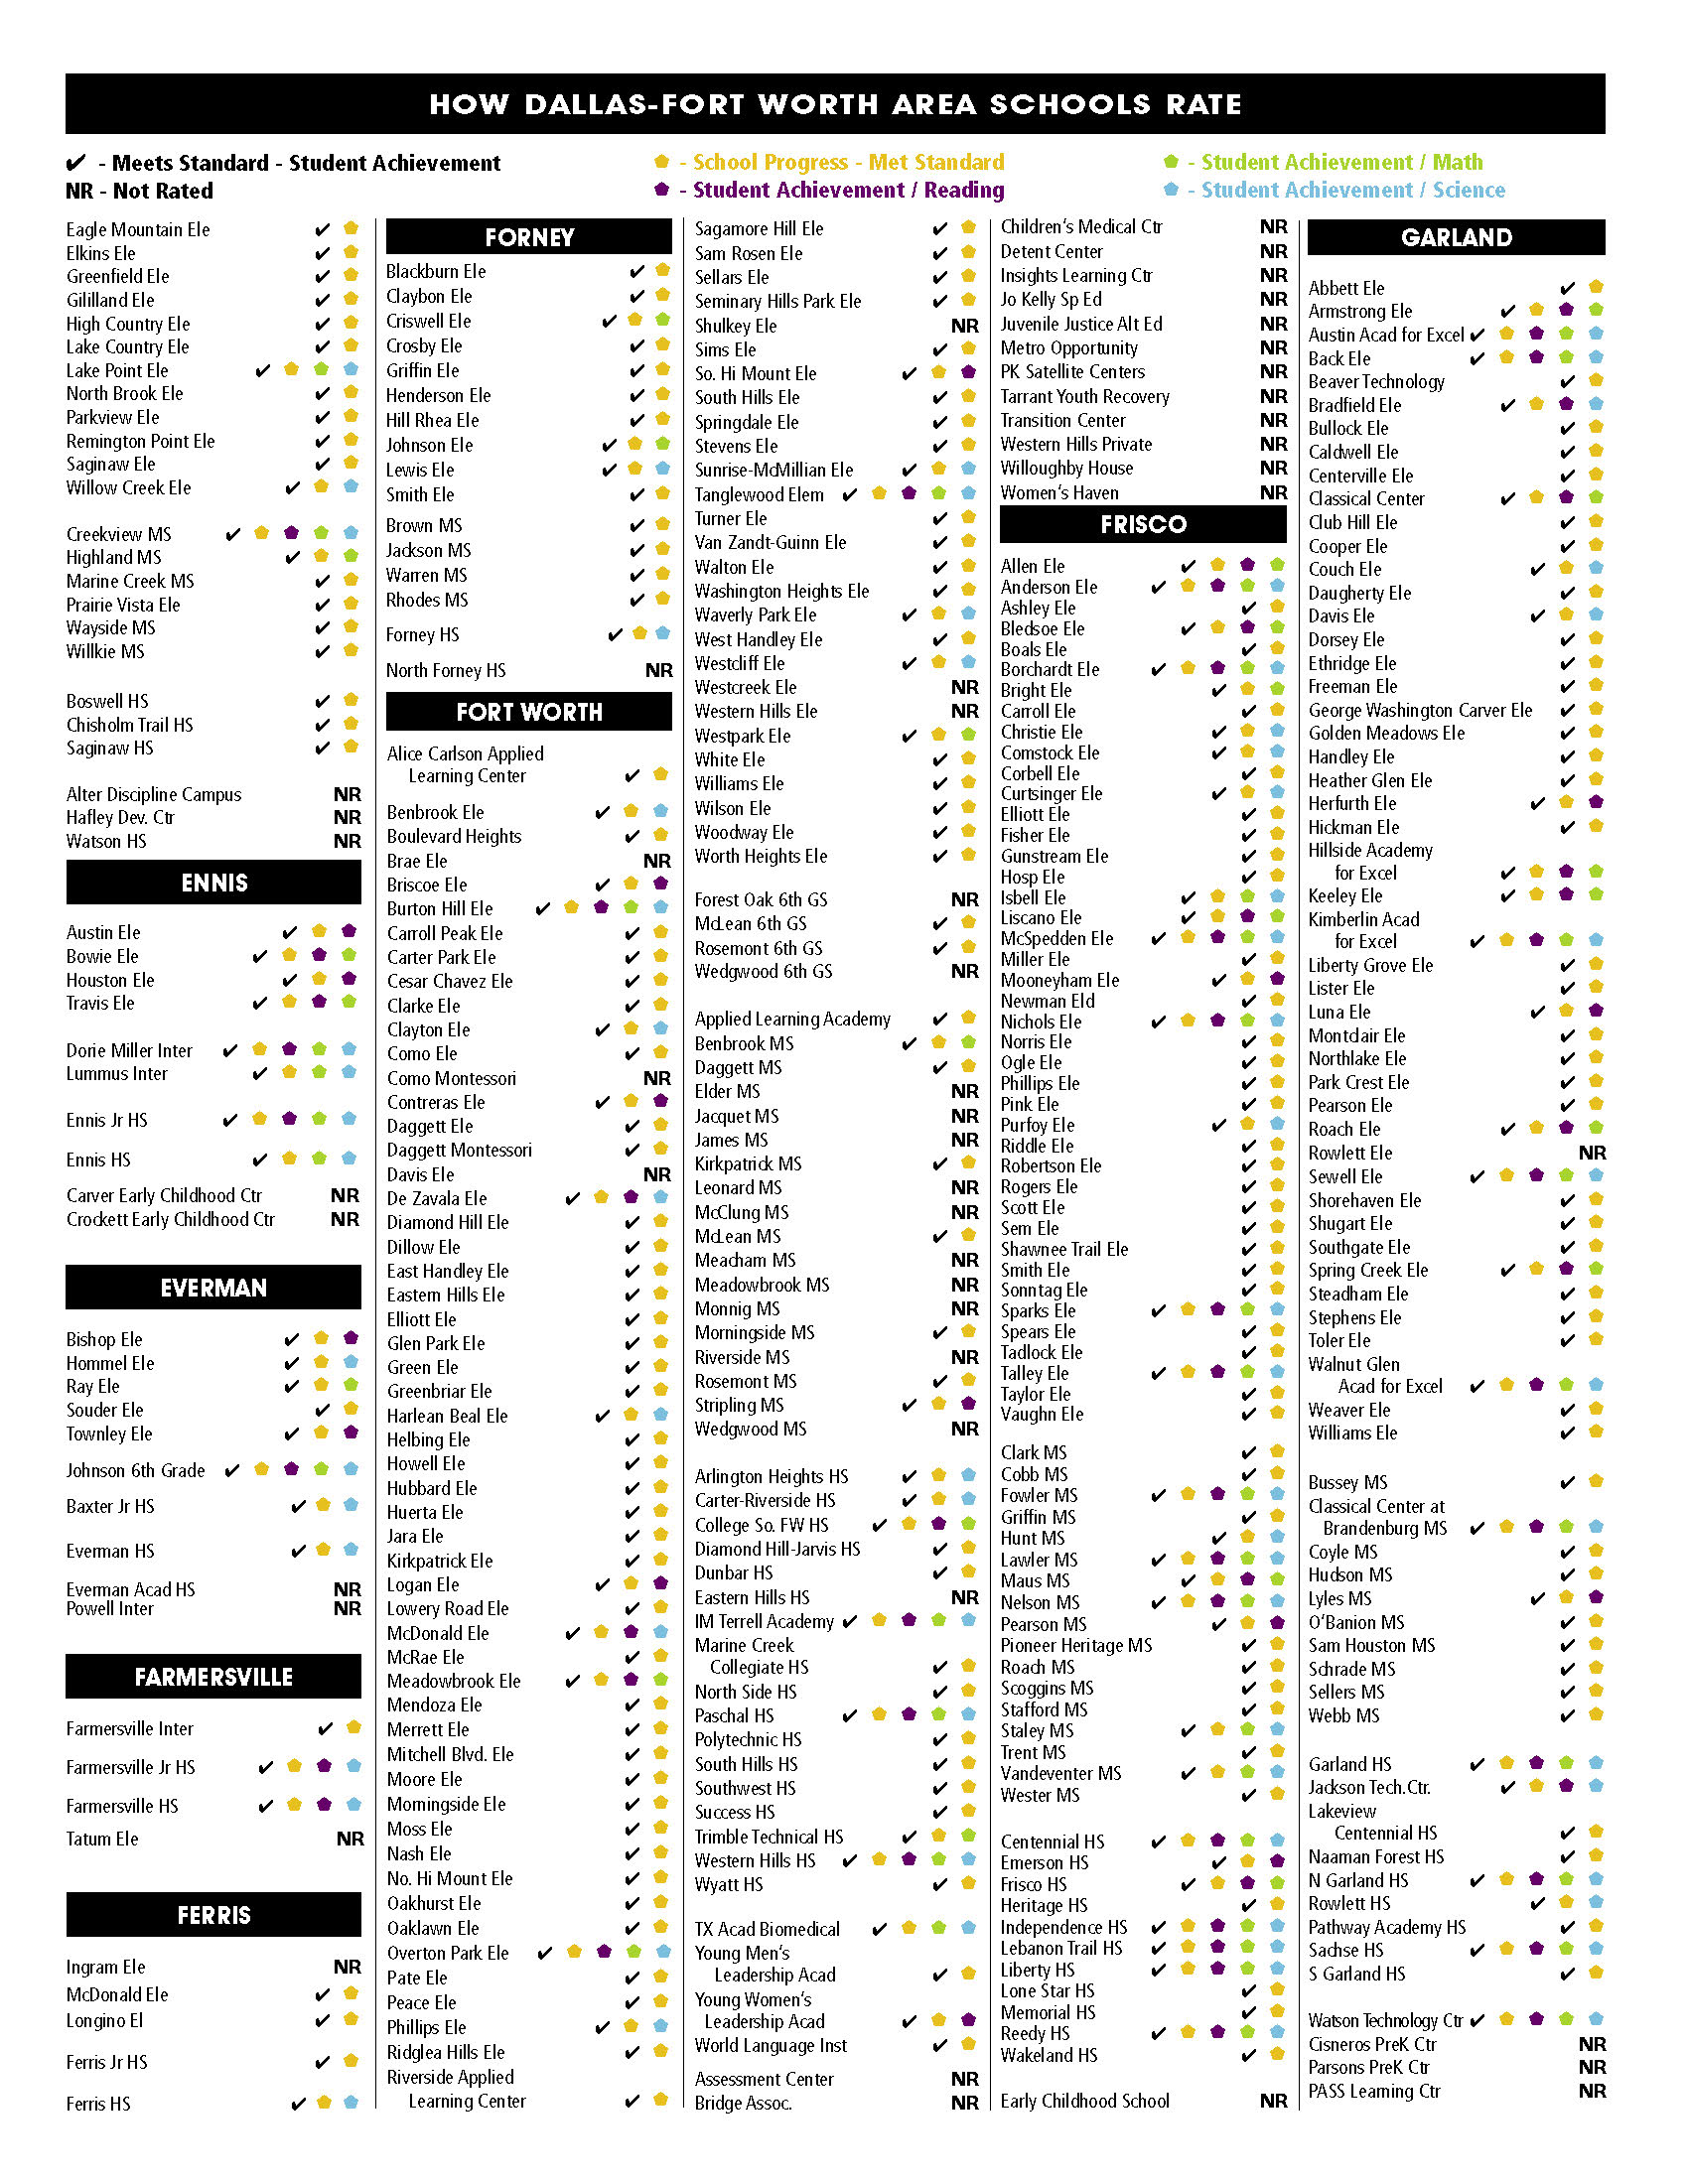 HOW DALLAS-FORT WORTH AREA SCHOOLS RATE
✔ - Meets Standard - Student Achievement
NR - Not Rated
- School Progress - Met Standard
- Student Achievement / Reading
- Student Achievement / Math
- Student Achievement / Science
Eagle Mountain Ele ✔
Elkins Ele ✔
Greenfield Ele ✔
Gililland Ele ✔
High Country Ele ✔
Lake Country Ele ✔
Lake Point Ele ✔
North Brook Ele ✔
Parkview Ele ✔
Remington Point Ele ✔
Saginaw Ele ✔
Willow Creek Ele ✔
Creekview MS ✔
Highland MS ✔
Marine Creek MS ✔
Prairie Vista Ele ✔
Wayside MS ✔
Willkie MS ✔
Boswell HS ✔
Chisholm Trail HS ✔
Saginaw HS ✔
Alter Discipline Campus NR
Hafley Dev. Ctr NR
Watson HS NR
ENNIS
Austin Ele ✔
Bowie Ele ✔
Houston Ele ✔
Travis Ele ✔
Dorie Miller Inter ✔
Lummus Inter ✔
Ennis Jr HS ✔
Ennis HS ✔
Carver Early Childhood Ctr NR
Crockett Early Childhood Ctr NR
EVERMAN
Bishop Ele ✔
Hommel Ele ✔
Ray Ele ✔
Souder Ele ✔
Townley Ele ✔
Johnson 6th Grade ✔
Baxter Jr HS ✔
Everman HS ✔
Everman Acad HS NR
Powell Inter NR
FARMERSVILLE
Farmersville Inter ✔
Farmersville Jr HS ✔
Farmersville HS ✔
Tatum Ele NR
FERRIS
Ingram Ele NR
McDonald Ele ✔
Longino El ✔
Ferris Jr HS ✔
Ferris HS ✔
FORNEY
Blackburn Ele ✔
Claybon Ele ✔
Criswell Ele ✔
Crosby Ele ✔
Griffin Ele ✔
Henderson Ele ✔
Hill Rhea Ele ✔
Johnson Ele ✔
Lewis Ele ✔
Smith Ele ✔
Brown MS ✔
Jackson MS ✔
Warren MS ✔
Rhodes MS ✔
Forney HS ✔
North Forney HS NR
FORT WORTH
Alice Carlson Applied
Learning Center ✔
Benbrook Ele ✔
Boulevard Heights ✔
Brae Ele NR
Briscoe Ele ✔
Burton Hill Ele ✔
Carroll Peak Ele ✔
Carter Park Ele ✔
Cesar Chavez Ele ✔
Clarke Ele ✔
Clayton Ele ✔
Como Ele ✔
Como Montessori NR
Contreras Ele ✔
Daggett Ele ✔
Daggett Montessori ✔
Davis Ele NR
De Zavala Ele ✔
Diamond Hill Ele ✔
Dillow Ele ✔
East Handley Ele ✔
Eastern Hills Ele ✔
Elliott Ele ✔
Glen Park Ele ✔
Green Ele ✔
Greenbriar Ele ✔
Harlean Beal Ele ✔
Helbing Ele ✔
Howell Ele ✔
Hubbard Ele ✔
Huerta Ele ✔
Jara Ele ✔
Kirkpatrick Ele ✔
Logan Ele ✔
Lowery Road Ele ✔
McDonald Ele ✔
McRae Ele ✔
Meadowbrook Ele ✔
Mendoza Ele ✔
Merrett Ele ✔
Mitchell Blvd. Ele ✔
Moore Ele ✔
Morningside Ele ✔
Moss Ele ✔
Nash Ele ✔
No. Hi Mount Ele ✔
Oakhurst Ele ✔
Oaklawn Ele ✔
Overton Park Ele ✔
Pate Ele ✔
Peace Ele ✔
Phillips Ele ✔
Ridglea Hills Ele ✔
Riverside Applied
Learning Center ✔
Sagamore Hill Ele ✔
Sam Rosen Ele ✔
Sellars Ele ✔
Seminary Hills Park Ele ✔
Shulkey Ele NR
Sims Ele ✔
So. Hi Mount Ele ✔
South Hills Ele ✔
Springdale Ele ✔
Stevens Ele ✔
Sunrise-McMillian Ele ✔
Tanglewood Elem ✔
Turner Ele ✔
Van Zandt-Guinn Ele ✔
Walton Ele ✔
Washington Heights Ele ✔
Waverly Park Ele ✔
West Handley Ele ✔
Westcliff Ele ✔
Westcreek Ele NR
Western Hills Ele NR
Westpark Ele ✔
White Ele ✔
Williams Ele ✔
Wilson Ele ✔
Woodway Ele ✔
Worth Heights Ele ✔
Forest Oak 6th GS NR
McLean 6th GS ✔
Rosemont 6th GS ✔
Wedgwood 6th GS NR
Applied Learning Academy ✔
Benbrook MS ✔
Daggett MS ✔
Elder MS NR
Jacquet MS NR
James MS NR
Kirkpatrick MS ✔
Leonard MS NR
McClung MS NR
McLean MS ✔
Meacham MS NR
Meadowbrook MS NR
Monnig MS NR
Morningside MS ✔
Riverside MS NR
Rosemont MS ✔
Stripling MS ✔
Wedgwood MS NR
Arlington Heights HS ✔
Carter-Riverside HS ✔
College So. FW HS ✔
Diamond Hill-Jarvis HS ✔
Dunbar HS ✔
Eastern Hills HS NR
IM Terrell Academy ✔
Marine Creek
Collegiate HS ✔
North Side HS ✔
Paschal HS ✔
Polytechnic HS ✔
South Hills HS ✔
Southwest HS ✔
Success HS ✔
Trimble Technical HS ✔
Western Hills HS ✔
Wyatt HS ✔
TX Acad Biomedical ✔
Young Men's
Leadership Acad ✔
Young Women's
Leadership Acad ✔
World Language Inst ✔
Assessment Center NR
Bridge Assoc. NR
Children's Medical Ctr NR
Detent Center NR
Insights Learning Ctr NR
Jo Kelly Sp Ed NR
Juvenile Justice Alt Ed NR
Metro Opportunity NR
PK Satellite Centers NR
Tarrant Youth Recovery NR
Transition Center NR
Western Hills Private NR
Willoughby House NR
Women's Haven NR
FRISCO
Allen Ele ✔
Anderson Ele ✔
Ashley Ele ✔
Bledsoe Ele ✔
Boals Ele ✔
Borchardt Ele ✔
Bright Ele ✔
Carroll Ele ✔
Christie Ele ✔
Comstock Ele ✔
Corbell Ele ✔
Curtsinger Ele ✔
Elliott Ele ✔
Fisher Ele ✔
Gunstream Ele ✔
Hosp Ele ✔
Isbell Ele ✔
Liscano Ele ✔
McSpedden Ele ✔
Miller Ele ✔
Mooneyham Ele ✔
Newman Eld ✔
Nichols Ele ✔
Norris Ele ✔
Ogle Ele ✔
Phillips Ele ✔
Pink Ele ✔
Purfoy Ele ✔
Riddle Ele ✔
Robertson Ele ✔
Rogers Ele ✔
Scott Ele ✔
Sem Ele ✔
Shawnee Trail Ele ✔
Smith Ele ✔
Sonntag Ele ✔
Sparks Ele ✔
Spears Ele ✔
Tadlock Ele ✔
Talley Ele ✔
Taylor Ele ✔
Vaughn Ele ✔
Clark MS ✔
Cobb MS ✔
Fowler MS ✔
Griffin MS ✔
Hunt MS ✔
Lawler MS ✔
Maus MS ✔
Nelson MS ✔
Pearson MS ✔
Pioneer Heritage MS ✔
Roach MS ✔
Scoggins MS ✔
Stafford MS ✔
Staley MS ✔
Trent MS ✔
Vandeventer MS ✔
Wester MS ✔
Centennial HS ✔
Emerson HS ✔
Frisco HS ✔
Heritage HS ✔
Independence HS ✔
Lebanon Trail HS ✔
Liberty HS ✔
Lone Star HS ✔
Memorial HS ✔
Reedy HS ✔
Wakeland HS ✔
Early Childhood School NR
GARLAND
Abbett Ele ✔
Armstrong Ele ✔
Austin Acad for Excel ✔
Back Ele ✔
Beaver Technology ✔
Bradfield Ele ✔
Bullock Ele ✔
Caldwell Ele ✔
Centerville Ele ✔
Classical Center ✔
Club Hill Ele ✔
Cooper Ele ✔
Couch Ele ✔
Daugherty Ele ✔
Davis Ele ✔
Dorsey Ele ✔
Ethridge Ele ✔
Freeman Ele ✔
George Washington Carver Ele ✔
Golden Meadows Ele ✔
Handley Ele ✔
Heather Glen Ele ✔
Herfurth Ele ✔
Hickman Ele ✔
Hillside Academy
for Excel ✔
Keeley Ele ✔
Kimberlin Acad
for Excel ✔
Liberty Grove Ele ✔
Lister Ele ✔
Luna Ele ✔
Montclair Ele ✔
Northlake Ele ✔
Park Crest Ele ✔
Pearson Ele ✔
Roach Ele ✔
Rowlett Ele NR
Sewell Ele ✔
Shorehaven Ele ✔
Shugart Ele ✔
Southgate Ele ✔
Spring Creek Ele ✔
Steadham Ele ✔
Stephens Ele ✔
Toler Ele ✔
Walnut Glen
Acad for Excel ✔
Weaver Ele ✔
Williams Ele ✔
Bussey MS ✔
Classical Center at
Brandenburg MS ✔
Coyle MS ✔
Hudson MS ✔
Lyles MS ✔
O'Banion MS ✔
Sam Houston MS ✔
Schrade MS ✔
Sellers MS ✔
Webb MS ✔
Garland HS ✔
Jackson Tech.Ctr. ✔
Lakeview
Centennial HS ✔
Naaman Forest HS ✔
N Garland HS ✔
Rowlett HS ✔
Pathway Academy HS ✔
Sachse HS ✔
S Garland HS ✔
Watson Technology Ctr ✔
Cisneros PreK Ctr NR
Parsons PreK Ctr NR
PASS Learning Ctr NR